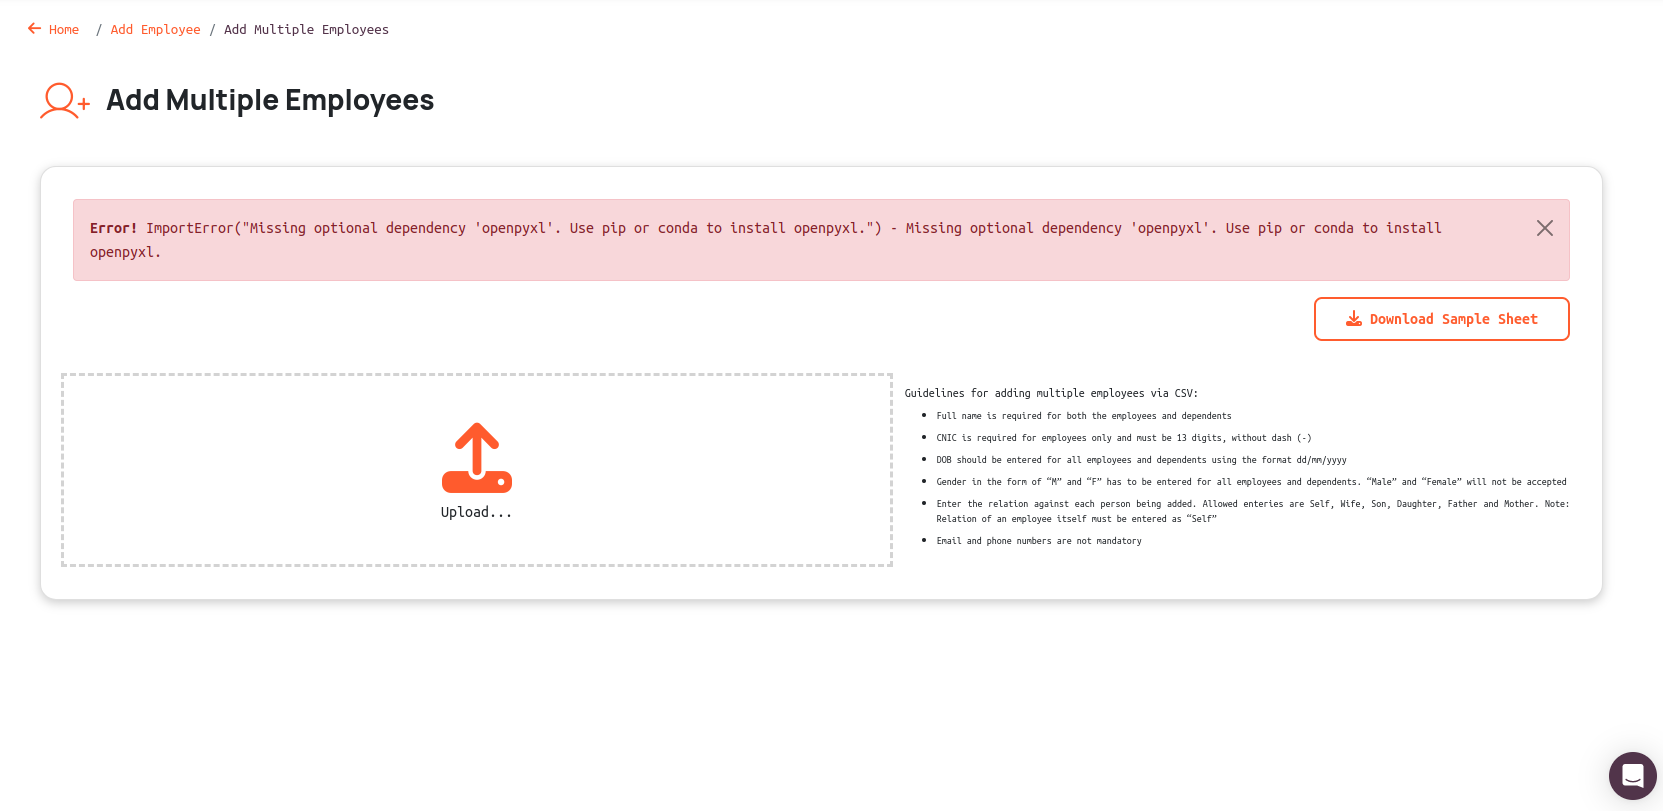 Home / Add Employee / Add Multiple Employees
Add Multiple Employees
Error! ImportError("Missing optional dependency 'openpyxl'. Use pip or conda to install openpyxl.") - Missing optional dependency 'openpyxl'. Use pip or conda to install
openpyxl.
Download Sample Sheet
Upload...
Guidelines for adding multiple employees via CSV:
Full name is required for both the employees and dependents
CNIC is required for employees only and must be 13 digits, without dash (-)
DOB should be entered for all employees and dependents using the format dd/mm/yyyy
Gender in the form of “M” and “F” has to be entered for all employees and dependents. “Male” and “Female” will not be accepted
Enter the relation against each person being added. Allowed enteries are Self, Wife, Son, Daughter, Father and Mother. Note:
Relation of an employee itself must be entered as “Self”
Email and phone numbers are not mandatory